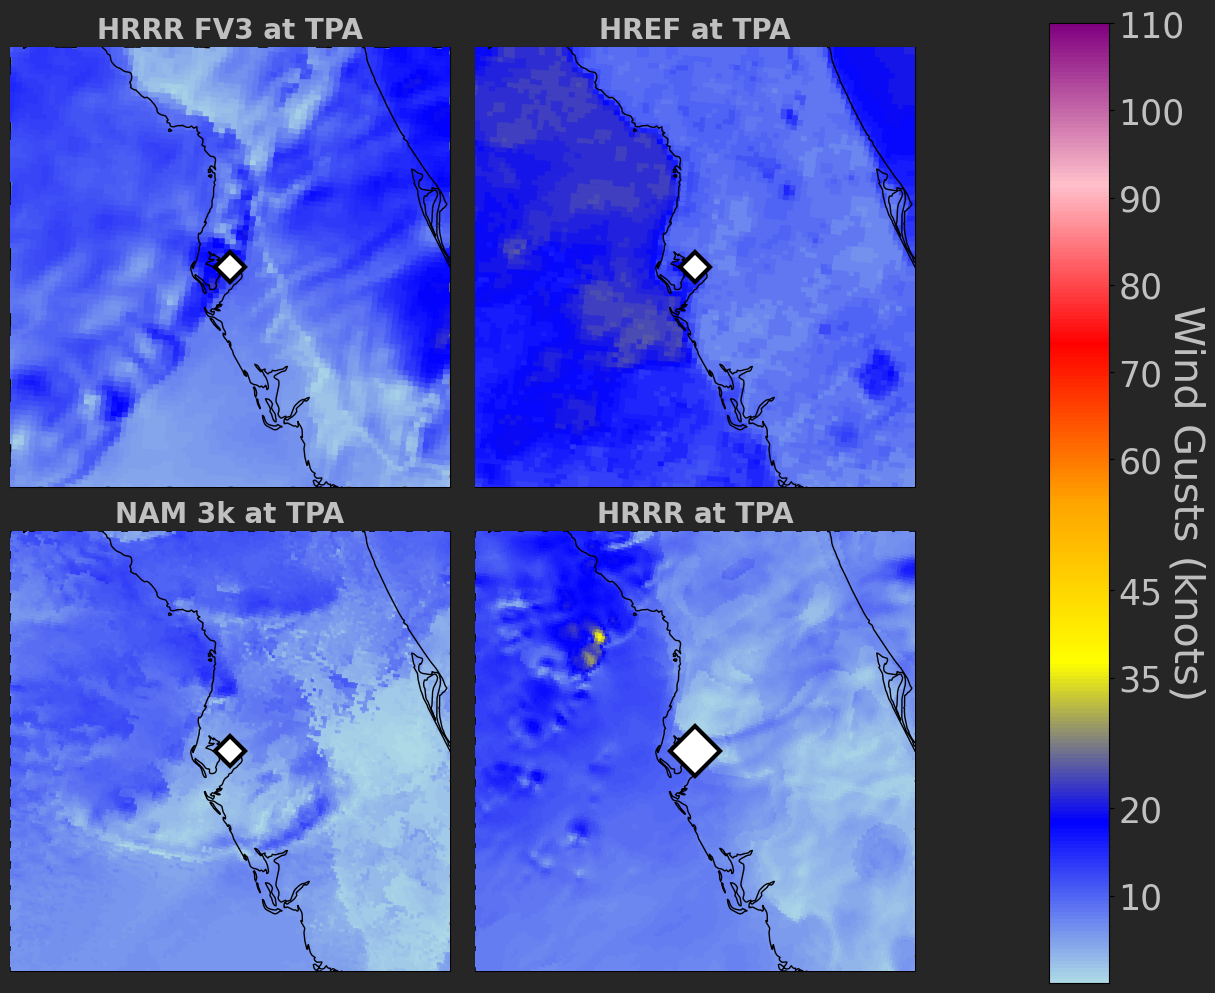 HRRR FV3 at TPA
HREF at TPA
NAM 3k at TPA
HRRR at TPA
110
100
90
80
70
60
45
35
20
10
Wind Gusts (knots)